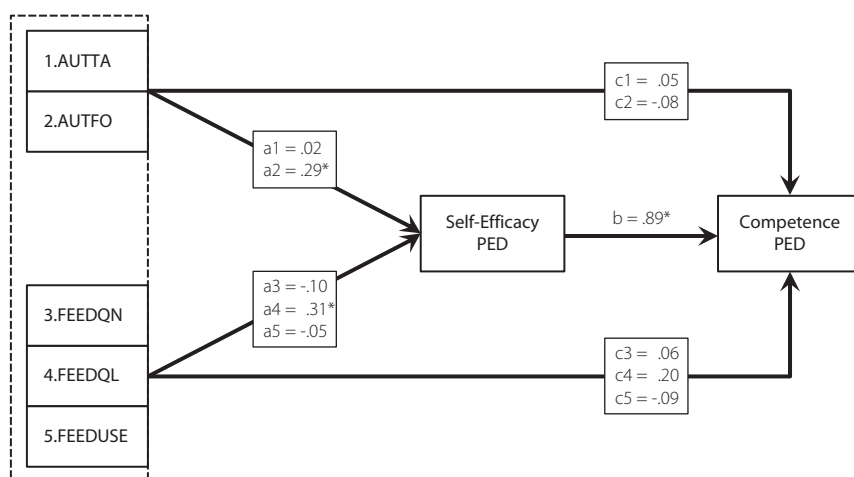 1.AUTTA
2.AUTFO
c1 = .05
c2 = -.08
a1 = .02
a2 = .29*
Self-Efficacy
PED
b = .89*
Competence
PED
a3 = -.10
a4 = .31*
a5 = -.05
3.FEEDQN
4.FEEDQL
5.FEEDUSE
c3 = .06
c4 = .20
c5 = -.09